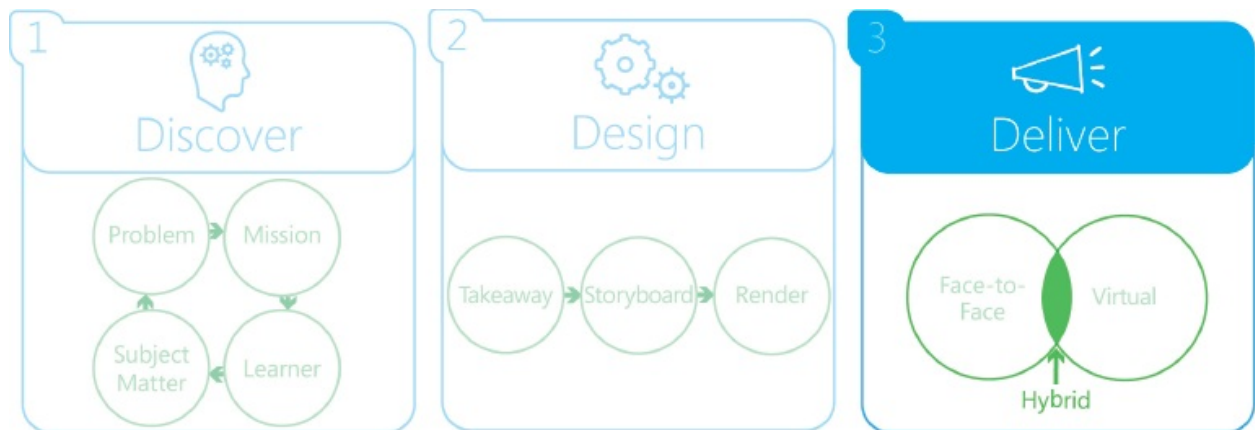 1
Discover
Problem
Mission
Subject
Matter
Learner
2
Design
Takeaway
Storyboard
Render
3
Deliver
Face-to-
Face
Virtual
Hybrid